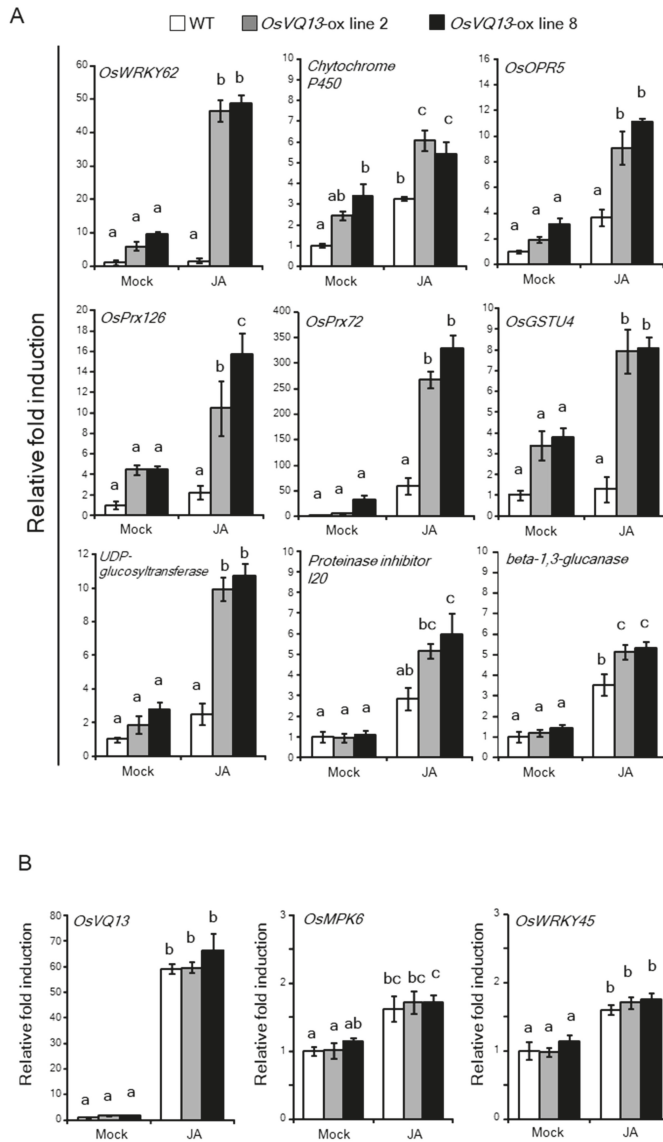 A
WT
OsVQ13-ox line 2
OsVQ13-ox line 8
Relative fold induction
OsWRKY62
60
50
40
30
20
10
0
a a a
a b b
Mock JA
Chytochrome
P450
10
9
8
7
6
5
4
3
2
1
0
a ab b
b c c
Mock JA
OsOPR5
16
14
12
10
8
6
4
2
0
a a a
a b b
Mock JA
OsPrx126
20
18
16
14
12
10
8
6
4
2
0
a a a
a b c
Mock JA
OsPrx72
400
350
300
250
200
150
100
50
0
a a a
a b b
Mock JA
OsGSTU4
10
9
8
7
6
5
4
3
2
1
0
a a a
a b b
Mock JA
UDP-
glucosyltransferase
12
10
8
6
4
2
0
a a a
a b b
Mock JA
Proteinase inhibitor
I20
10
9
8
7
6
5
4
3
2
1
0
a a a
ab bc c
Mock JA
beta-1,3-glucanase
10
9
8
7
6
5
4
3
2
1
0
a a a
b c c
Mock JA
B
Relative fold induction
OsVQ13
80
70
60
50
40
30
20
10
0
a a a
b b b
Mock JA
Relative fold induction
OsMPK6
3
2
1
0
a a ab
bc bc c
Mock JA
Relative fold induction
OsWRKY45
3
2
1
0
a a a
b b b
Mock JA